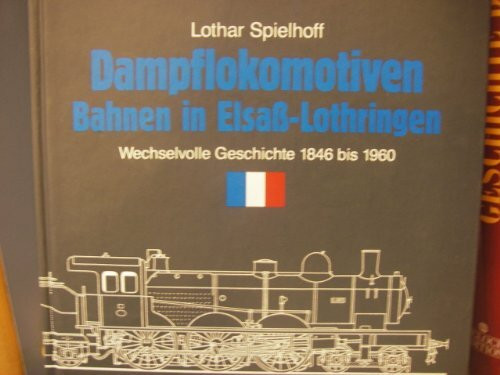 Lothar Spielhoff
Dampflokomotiven
Bahnen in Elsaß-Lothringen
Wechselvolle Geschichte 1846 bis 1960